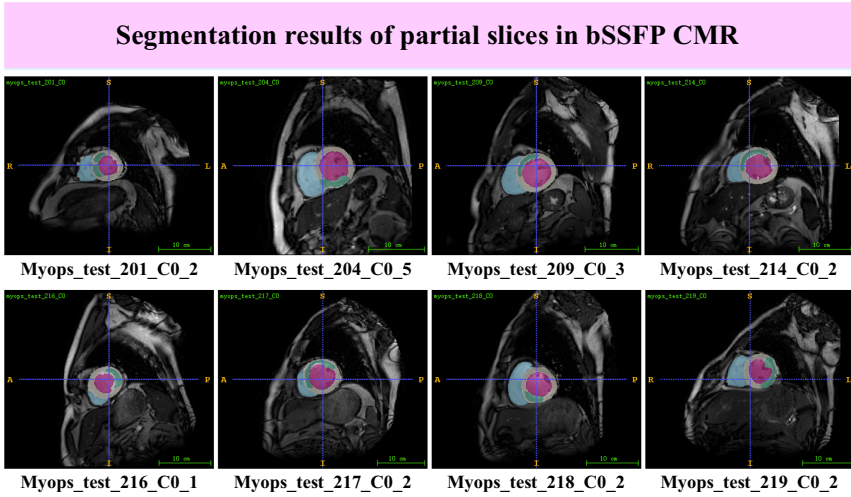 Segmentation results of partial slices in bSSFP CMR
myops_test_201_C0
S
R
L
I
10 cm
myops_test_204_C0
S
A
P
I
10 cm
myops_test_209_C0
S
A
P
I
10 cm
myops_test_214_C0
S
R
L
I
10 cm
Myops_test_201_C0_2
Myops_test_204_C0_5
Myops_test_209_C0_3
Myops_test_214_C0_2
myops_test_216_C0
S
A
P
I
10 cm
myops_test_217_C0
S
A
P
I
10 cm
myops_test_218_C0
S
A
P
I
10 cm
myops_test_219_C0
S
R
L
I
10 cm
Myops_test_216_C0_1
Myops_test_217_C0_2
Myops_test_218_C0_2
Myops_test_219_C0_2